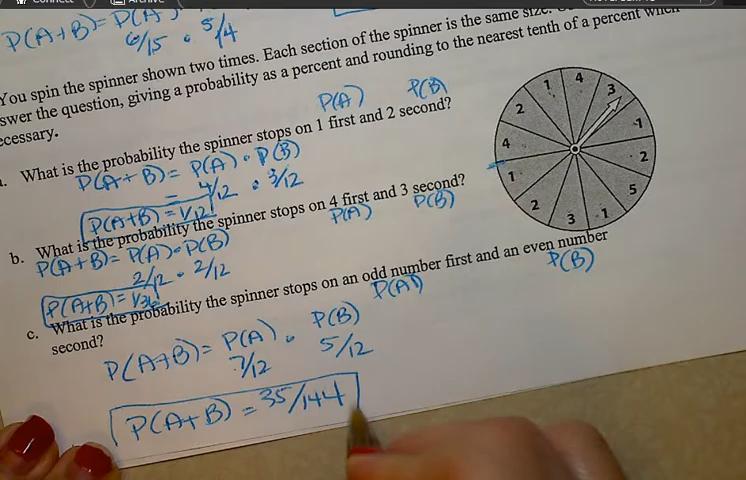 Connect Archive
P(A+B)= P(A) .
6/15 . 5/4
You spin the spinner shown two times. Each section of the spinner is the same size.
swer the question, giving a probability as a percent and rounding to the nearest tenth of a percent when
ecessary.
P(A) P(B)
. What is the probability the spinner stops on 1 first and 2 second?
P(A+B)= P(A) . P(B)
= 4/12 . 3/12
P(A+B)=1/12
b. What is the probability the spinner stops on 4 first and 3 second?
P(A) P(B)
P(A+B)= P(A).P(B)
2/12 . 2/12
P(A+B)=1/36
c. What is the probability the spinner stops on an odd number first and an even number
P(A) P(B)
second?
P(A+B)= P(A) . P(B)
7/12 5/12
P(A+B) = 35/144
1 4 3 1 2 5 1 3 2 1 4 2